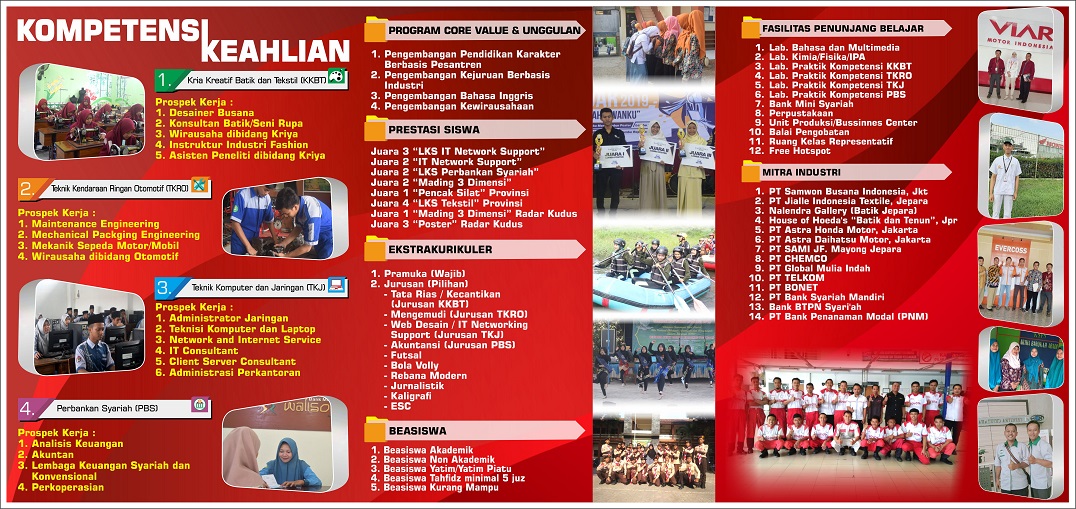 KOMPETENSI
KEAHLIAN
1. Kria Kreatif Batik dan Tekstil (KKBT)
Prospek Kerja :
1. Desainer Busana
2. Konsultan Batik/Seni Rupa
3. Wirausaha dibidang Kriya
4. Instruktur Industri Fashion
5. Asisten Peneliti dibidang Kriya
2. Teknik Kendaraan Ringan Otomotif (TKRO)
Prospek Kerja :
1. Maintenance Engineering
2. Mechanical Packging Engineering
3. Mekanik Sepeda Motor/Mobil
4. Wirausaha dibidang Otomotif
3. Teknik Komputer dan Jaringan (TKJ)
Prospek Kerja :
1. Administrator Jaringan
2. Teknisi Komputer dan Laptop
3. Network and Internet Service
4. IT Consultant
5. Client Server Consultant
6. Administrasi Perkantoran
4. Perbankan Syariah (PBS)
Prospek Kerja :
1. Analisis Keuangan
2. Akuntan
3. Lembaga Keuangan Syariah dan
Konvensional
4. Perkoperasian
PROGRAM CORE VALUE & UNGGULAN
1. Pengembangan Pendidikan Karakter
Berbasis Pesantren
2. Pengembangan Kejuruan Berbasis
Industri
3. Pengembangan Bahasa Inggris
4. Pengembangan Kewirausahaan
PRESTASI SISWA
Juara 3 "LKS IT Network Support"
Juara 2 "IT Network Support"
Juara 2 "LKS Perbankan Syariah"
Juara 2 "Mading 3 Dimensi"
Juara 1 "Pencak Silat" Provinsi
Juara 4 "LKS Tekstil" Provinsi
Juara 1 "Mading 3 Dimensi" Radar Kudus
Juara 3 "Poster" Radar Kudus
EKSTRAKURIKULER
1. Pramuka (Wajib)
2. Jurusan (Pilihan)
- Tata Rias / Kecantikan
(Jurusan KKBT)
- Mengemudi (Jurusan TKRO)
- Web Desain / IT Networking
Support (Jurusan TKJ)
- Akuntansi (Jurusan PBS)
- Futsal
- Bola Volly
- Rebana Modern
- Jurnalistik
- Kaligrafi
- ESC
BEASISWA
1. Beasiswa Akademik
2. Beasiswa Non Akademik
3. Beasiswa Yatim/Yatim Piatu
4. Beasiswa Tahfidz minimal 5 juz
5. Beasiswa Kurang Mampu
2019
JUARA I
JUARA II
JUARA III
FASILITAS PENUNJANG BELAJAR
1. Lab. Bahasa dan Multimedia
2. Lab. Kimia/Fisika/IPA
3. Lab. Praktik Kompetensi KKBT
4. Lab. Praktik Kompetensi TKRO
5. Lab. Praktik Kompetensi TKJ
6. Lab. Praktik Kompetensi PBS
7. Bank Mini Syariah
8. Perpustakaan
9. Unit Produksi/Bussinnes Center
10. Balai Pengobatan
11. Ruang Kelas Representatif
12. Free Hotspot
MITRA INDUSTRI
1. PT Samwon Busana Indonesia, Jkt
2. PT Jialle Indonesia Textile, Jepara
3. Nalendra Gallery (Batik Jepara)
4. House of Hoeda's "Batik dan Tenun", Jpr
5. PT Astra Honda Motor, Jakarta
6. PT Astra Daihatsu Motor, Jakarta
7. PT SAMI JF, Mayong Jepara
8. PT CHEMCO
9. PT Global Mulia Indah
10. PT TELKOM
11. PT BONET
12. PT Bank Syariah Mandiri
13. Bank BTPN Syari'ah
14. PT Bank Penanaman Modal (PNM)
VIAR
MOTOR INDONESIA
HONDA
EVERCOSS